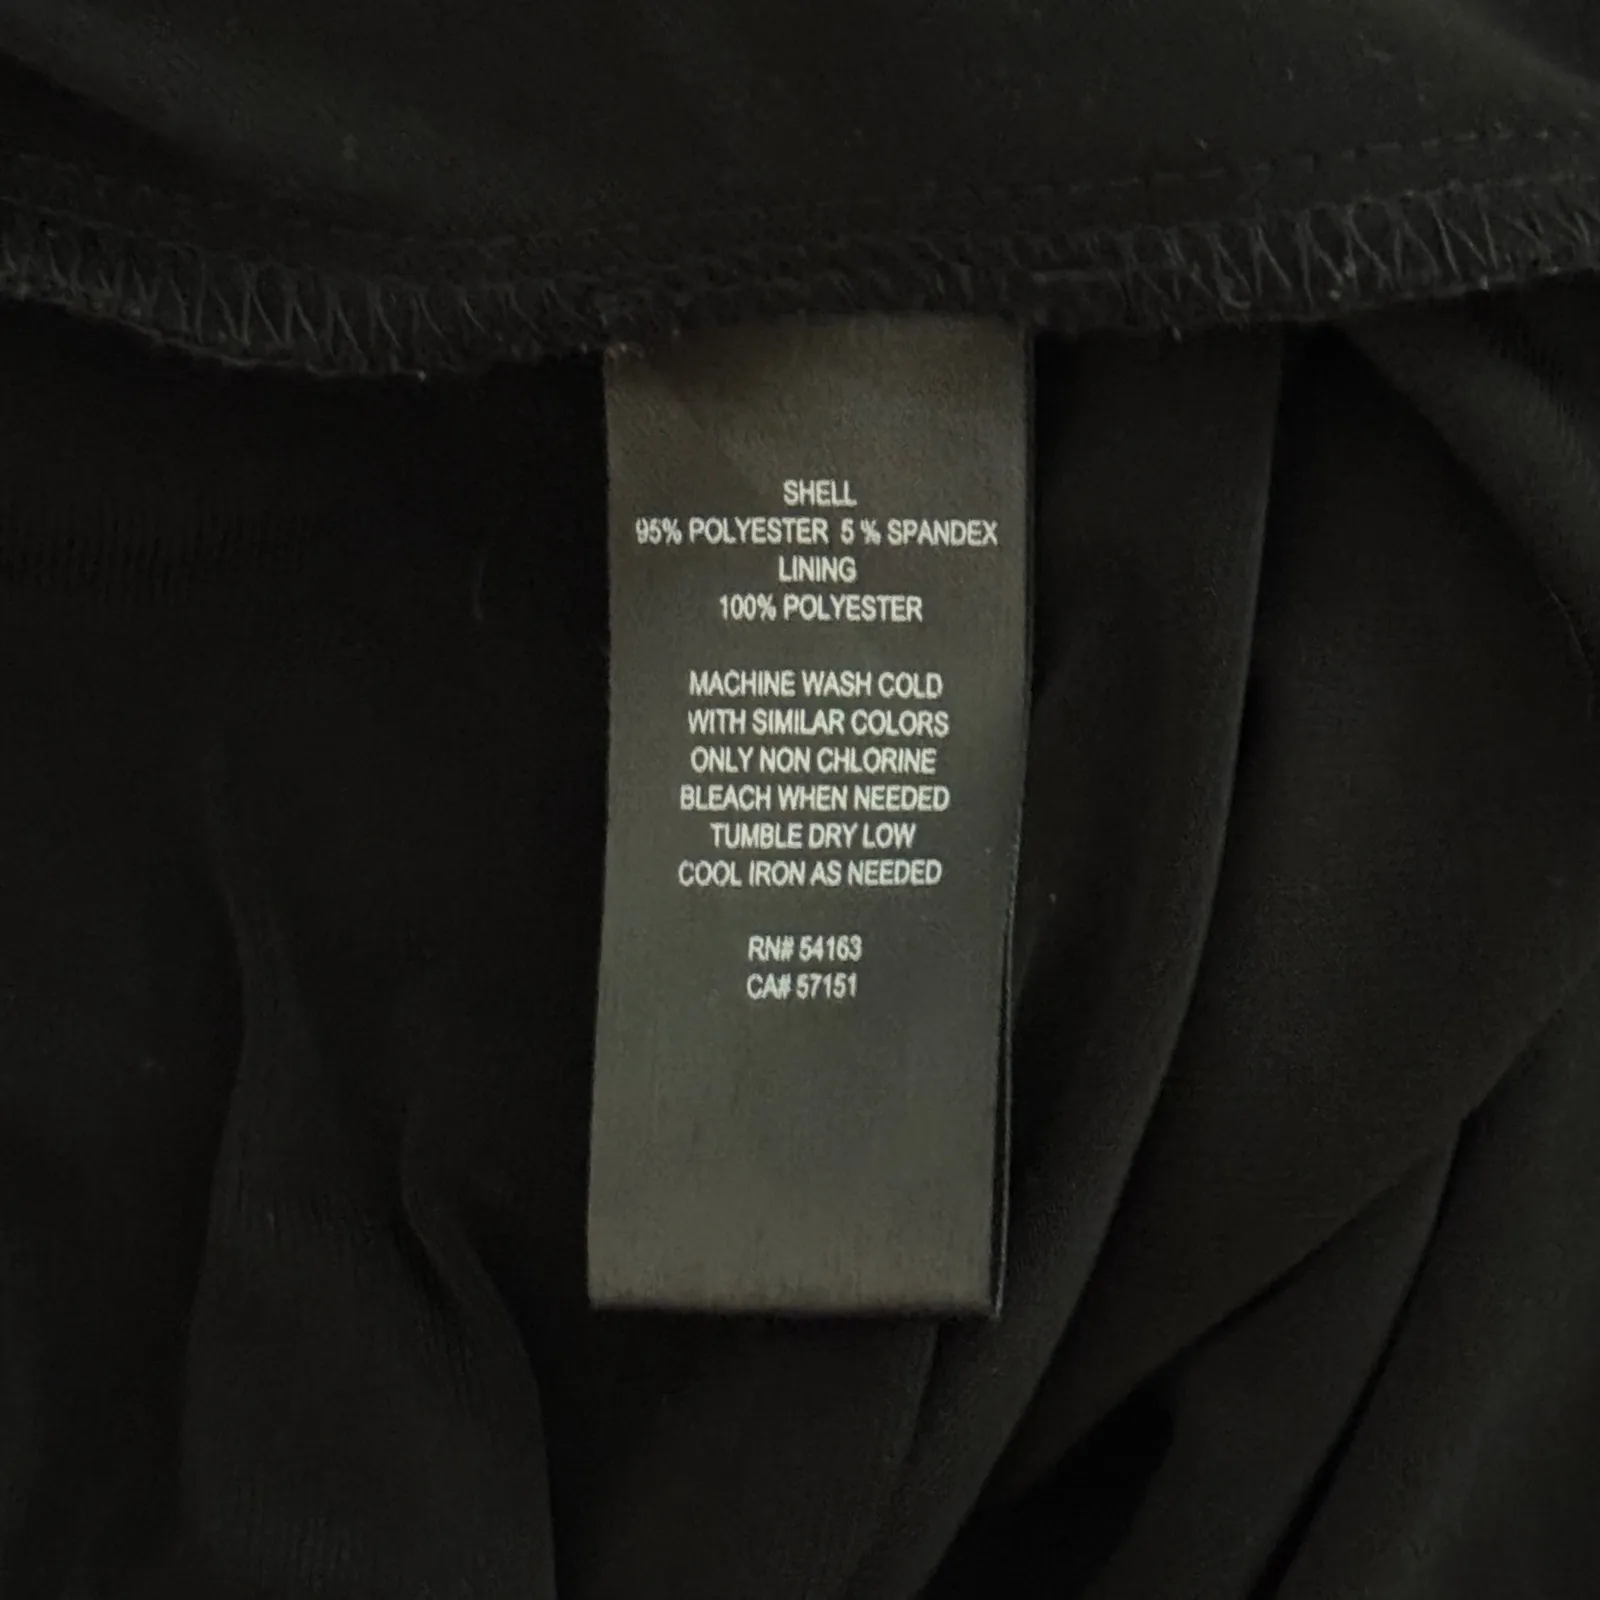 SHELL
95% POLYESTER 5 % SPANDEX
LINING
100% POLYESTER
MACHINE WASH COLD
WITH SIMILAR COLORS
ONLY NON CHLORINE
BLEACH WHEN NEEDED
TUMBLE DRY LOW
COOL IRON AS NEEDED
RN# 54163
CA# 57151